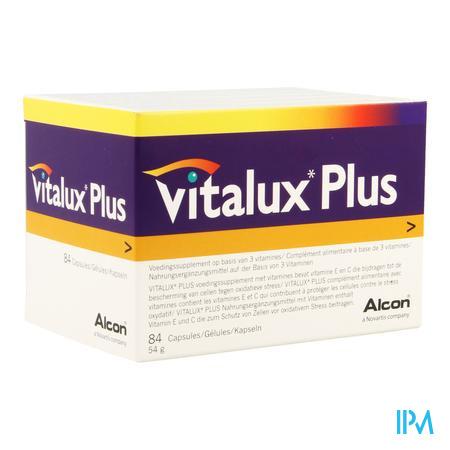 Vitalux* Plus
>
84 Capsules/Gélules/Kapseln
Alcon
a Novartis company
Vitalux* Plus
>
Voedingssupplement op basis van 3 vitamines/ Complément alimentaire à base de 3 vitamines/
Nahrungsergänzungsmittel auf der Basis von 3 Vitaminen
VITALUX* PLUS voedingssupplement met vitamines bevat vitamine E en C die bijdragen tot de
bescherming van cellen tegen oxidatieve stress/ VITALUX* PLUS complément alimentaire avec
vitamines contient les vitamines E et C qui contribuent à protéger les cellules contre le stress
oxydatif/ VITALUX* PLUS Nahrungsergänzungsmittel mit Vitaminen enthält
Vitamin E und C die zum Schutz von Zellen vor oxidativem Stress beitragen.
84 Capsules/Gélules/Kapseln
54 g
Alcon
a Novartis company
IPM